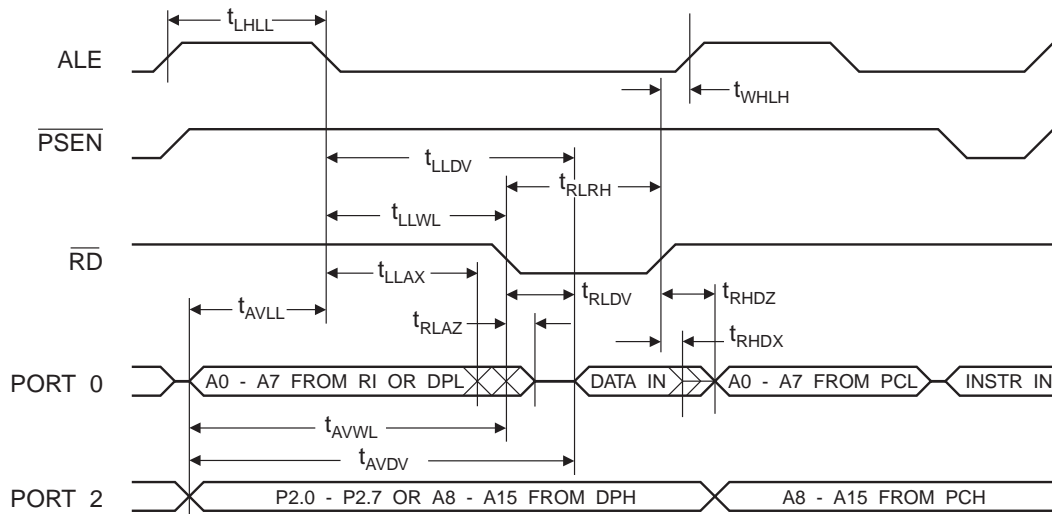 tLHLL
ALE
tWHLH
PSEN
tLLDV
tRLRH
tLLWL
RD
tLLAX
tRLDV
tRHDZ
tAVLL
tRLAZ
tRHDX
PORT 0
A0 - A7 FROM RI OR DPL
DATA IN
A0 - A7 FROM PCL
INSTR IN
tAVWL
tAVDV
PORT 2
P2.0 - P2.7 OR A8 - A15 FROM DPH
A8 - A15 FROM PCH